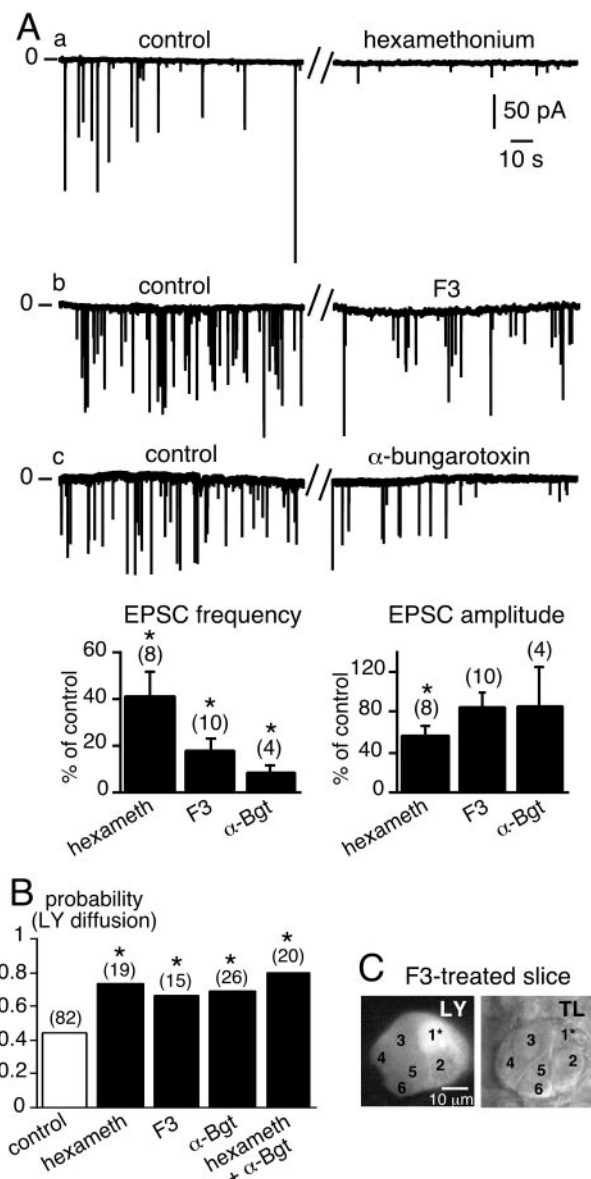 A
a control hexamethonium
0
50 pA
10 s
b control F3
0
c control α-bungarotoxin
0
EPSC frequency
% of control
60
40
20
0
*
(8)
*
(10)
*
(4)
hexameth
F3
α-Bgt
EPSC amplitude
% of control
120
80
40
0
*
(8)
(10)
(4)
hexameth
F3
α-Bgt
B
probability
(LY diffusion)
1
0.8
0.6
0.4
0.2
0
(82)
*
(19)
*
(15)
*
(26)
*
(20)
control
hexameth
F3
α-Bgt
hexameth
+ α-Bgt
C F3-treated slice
LY
1*
3
4
5
2
6
10 μm
TL
1*
3
4
5
2
6